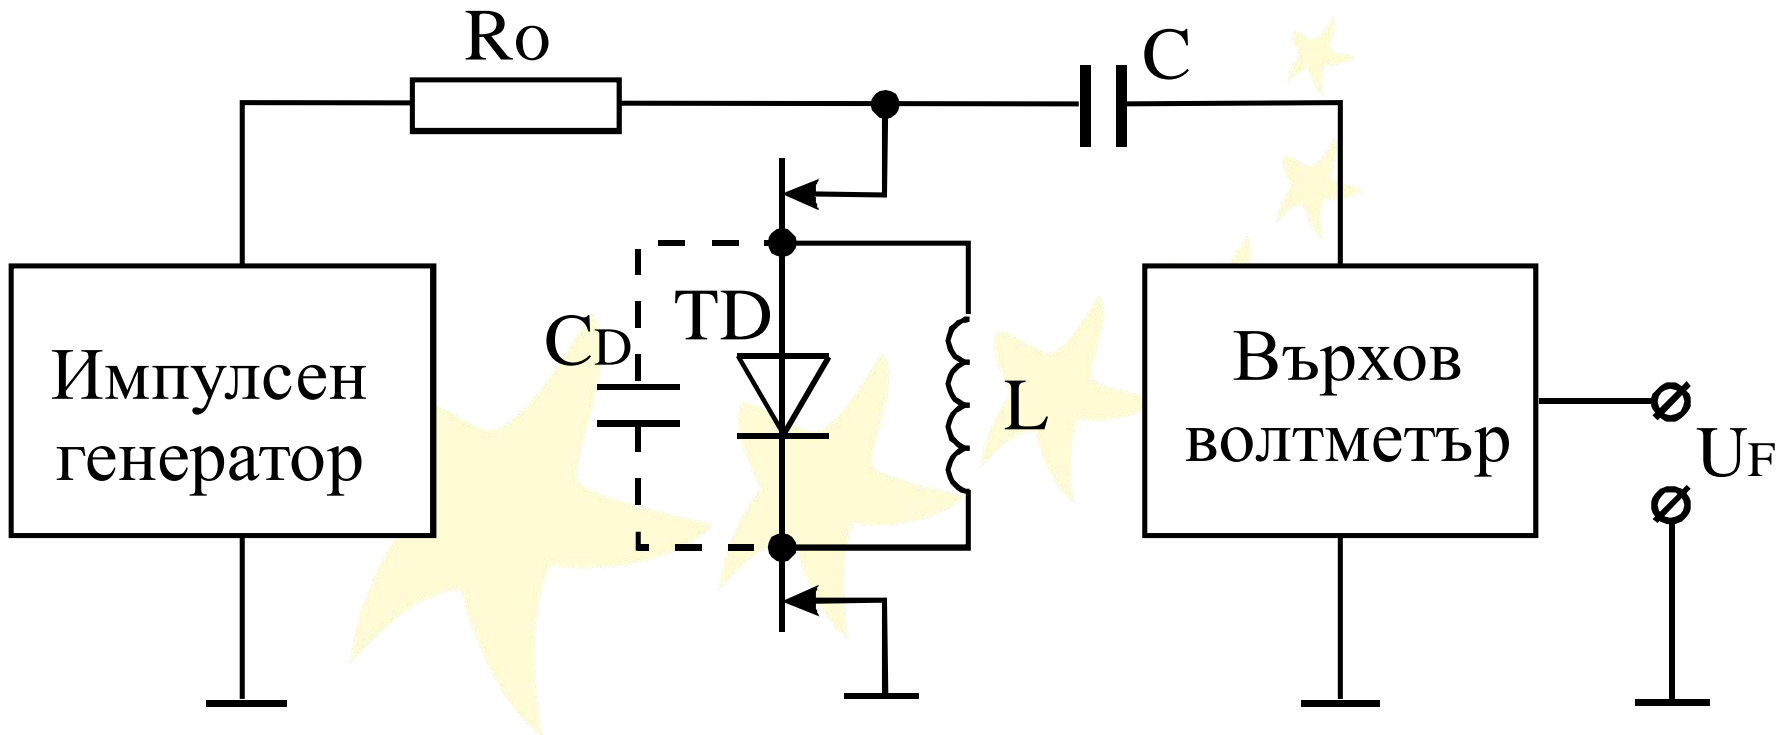 Ro
C
TD
CD
L
Импулсен
генератор
Върхов
волтметър
UF